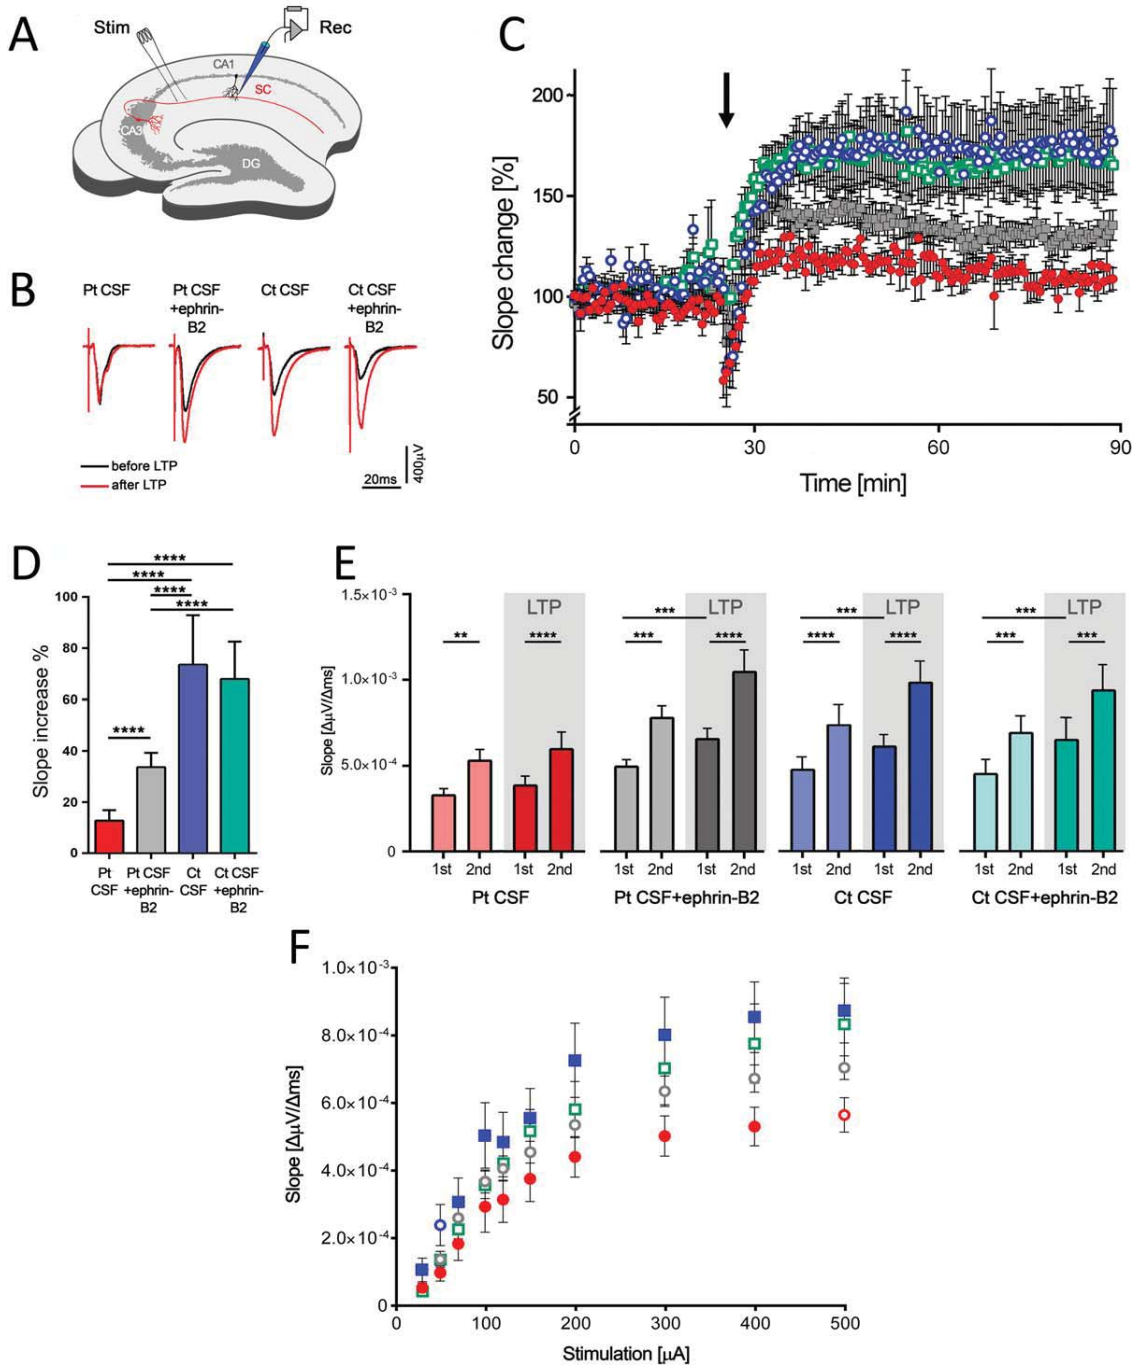 A
Stim
Rec
CA1
SC
CA3
DG
B
Pt CSF
Pt CSF
+ephrin-
B2
Ct CSF
Ct CSF
+ephrin-
B2
before LTP
after LTP
20ms
400µV
C
Slope change [%]
200
150
100
50
0
30
60
90
Time [min]
D
Slope increase %
100
80
60
40
20
0
****
****
****
****
****
Pt
CSF
Pt CSF
+ephrin-
B2
Ct
CSF
Ct CSF
+ephrin-
B2
E
Slope [ΔµV/Δms]
1.5×10⁻³
1.0×10⁻³
5.0×10⁻⁴
0
LTP
**
****
1st 2nd 1st 2nd
Pt CSF
LTP
***
***
****
1st 2nd 1st 2nd
Pt CSF+ephrin-B2
LTP
***
****
****
1st 2nd 1st 2nd
Ct CSF
LTP
***
***
***
1st 2nd 1st 2nd
Ct CSF+ephrin-B2
F
Slope [ΔµV/Δms]
1.0×10⁻³
8.0×10⁻⁴
6.0×10⁻⁴
4.0×10⁻⁴
2.0×10⁻⁴
0
0 100 200 300 400 500
Stimulation [µA]